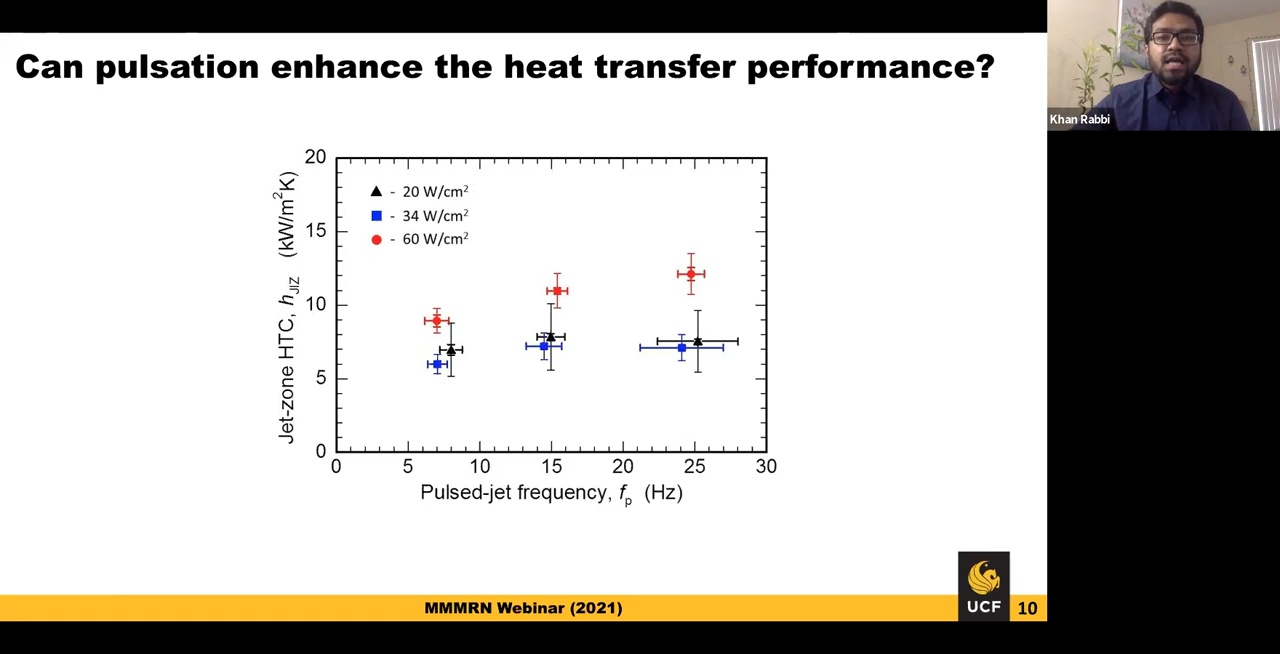 Can pulsation enhance the heat transfer performance?
Khan Rabbi
Jet-zone HTC, hJIZ (kW/m2K)
20
15
10
5
0
▲ - 20 W/cm2
■ - 34 W/cm2
● - 60 W/cm2
0 5 10 15 20 25 30
Pulsed-jet frequency, fp (Hz)
UCF
MMMRN Webinar (2021)
10